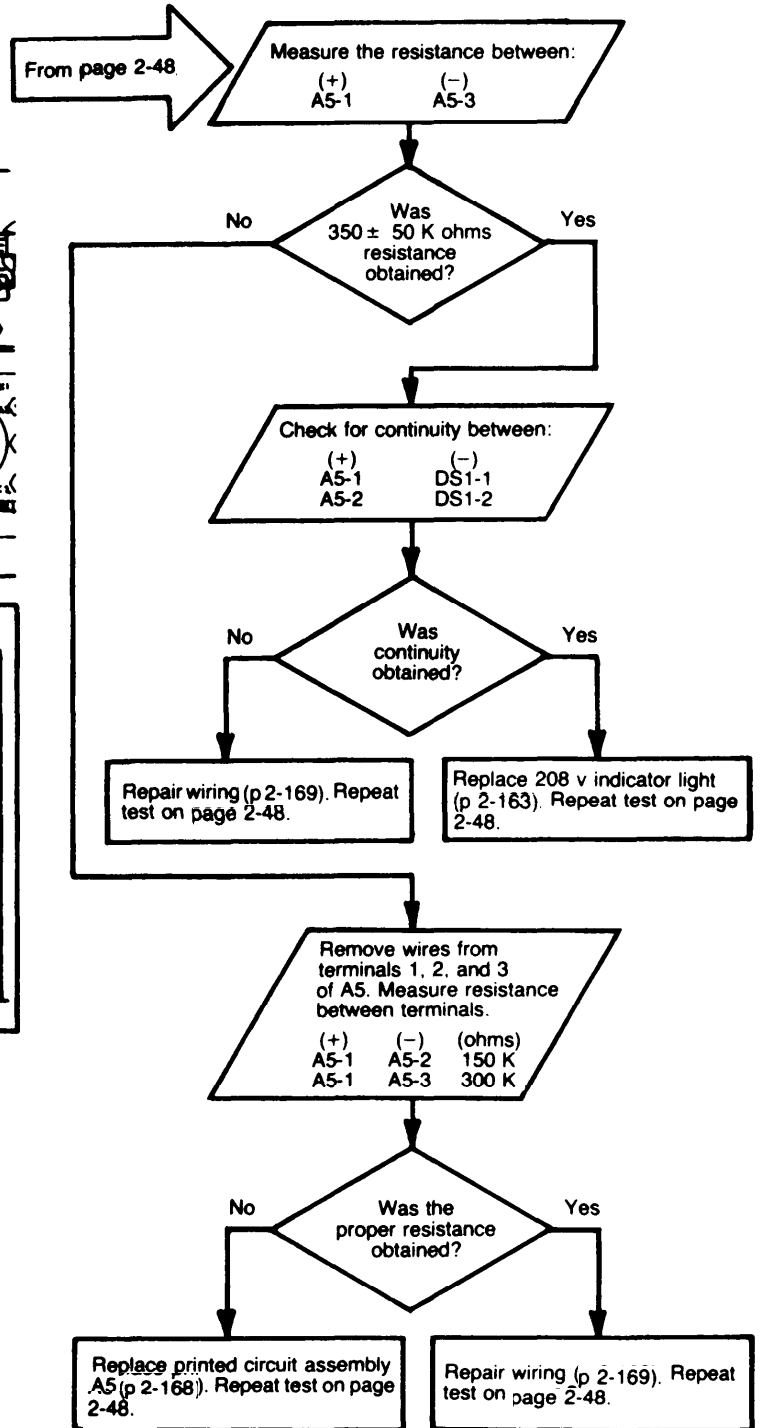 From page 2-48
Measure the resistance between:
(+) (−)
A5-1 A5-3
Was
350 ± 50 K ohms
resistance
obtained?
No
Yes
Check for continuity between:
(+) (−)
A5-1 DS1-1
A5-2 DS1-2
Was
continuity
obtained?
No
Yes
Repair wiring (p 2-169). Repeat
test on page 2-48.
Replace 208 v indicator light
(p 2-163). Repeat test on page
2-48.
Remove wires from
terminals 1, 2, and 3
of A5. Measure resistance
between terminals.
(+) (−) (ohms)
A5-1 A5-2 150 K
A5-1 A5-3 300 K
Was the
proper resistance
obtained?
No
Yes
Replace printed circuit assembly
A5 (p 2-168). Repeat test on page
2-48.
Repair wiring (p 2-169). Repeat
test on page 2-48.